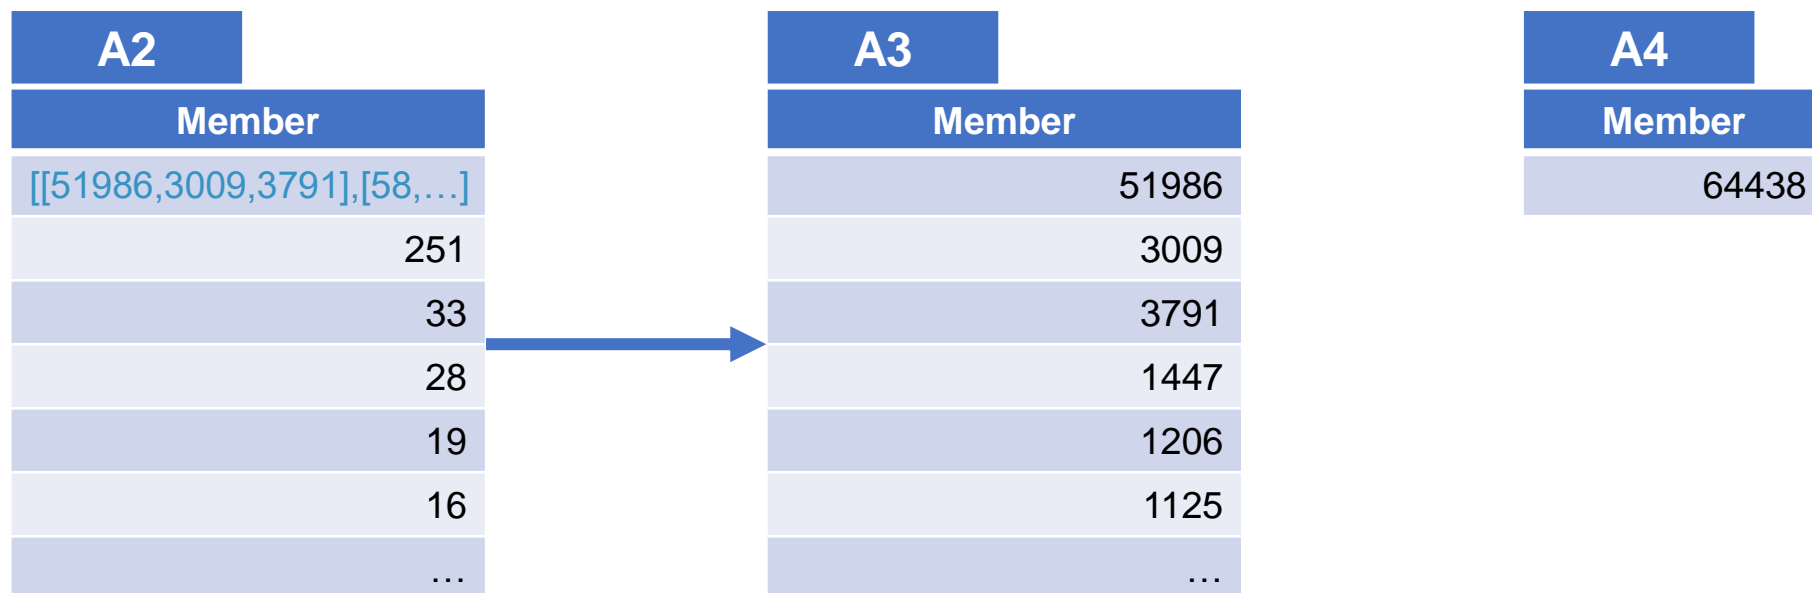 A2 A3 A4
Member Member Member
[[51986,3009,3791],[58,…] 51986 64438
251 3009
33 3791
28 1447
19 1206
16 1125
… …